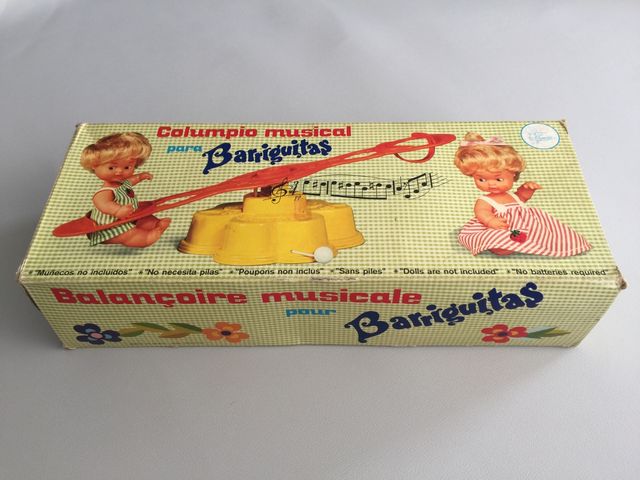 Columpio musical
para Barriguitas
"Muñecos no incluidos" • "No necesita pilas" • "Poupons non inclus" • "Sans piles" • "Dolls are not included" • "No batteries required"
Balançoire musicale
pour Barriguitas